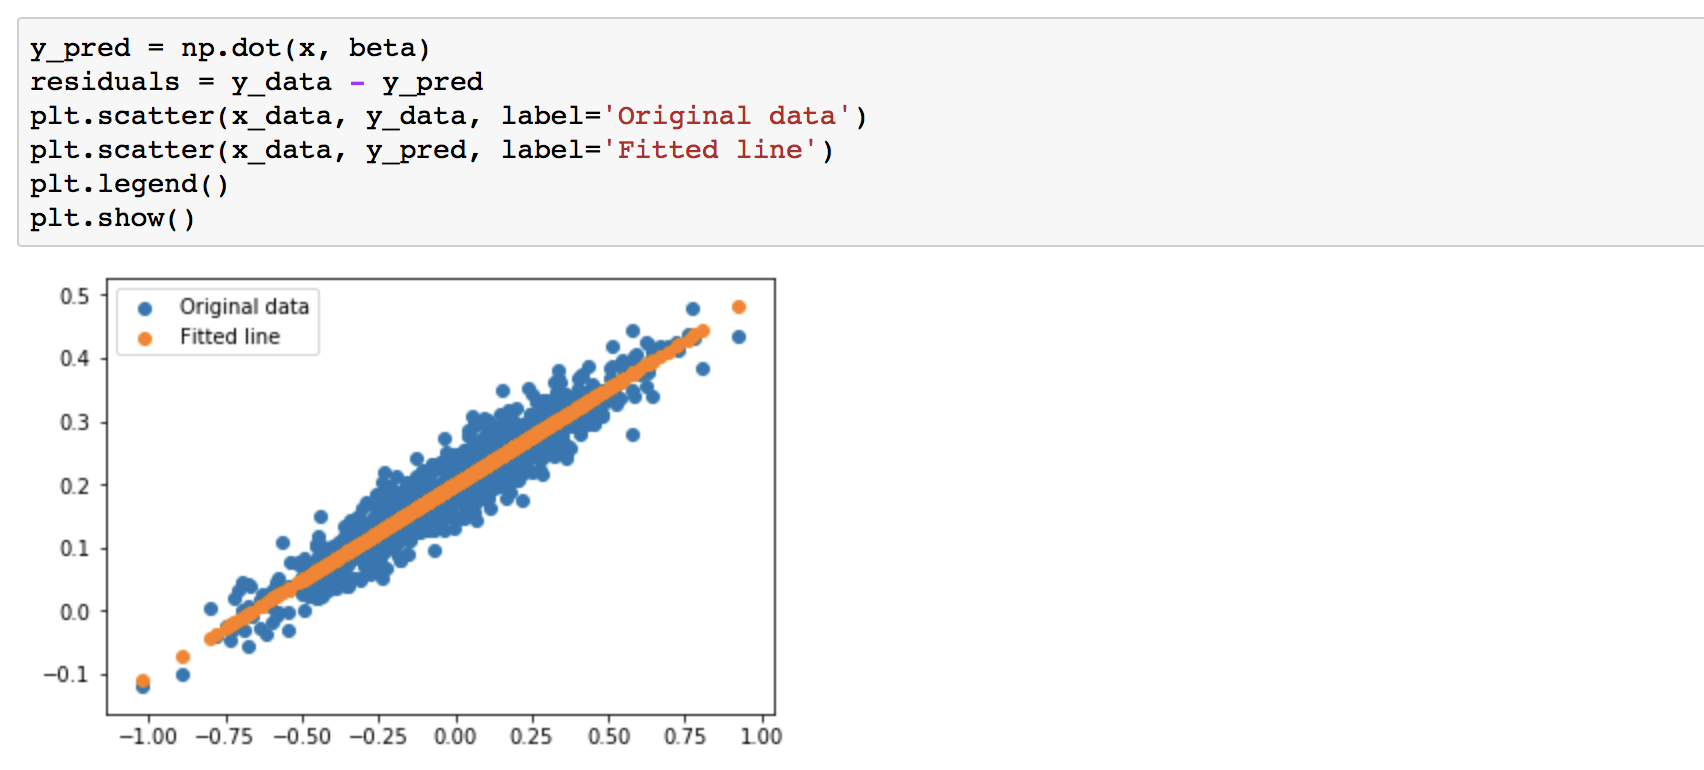 y_pred = np.dot(x, beta)
residuals = y_data - y_pred
plt.scatter(x_data, y_data, label='Original data')
plt.scatter(x_data, y_pred, label='Fitted line')
plt.legend()
plt.show()
Original data
Fitted line
0.5
0.4
0.3
0.2
0.1
0.0
−0.1
−1.00 −0.75 −0.50 −0.25 0.00 0.25 0.50 0.75 1.00